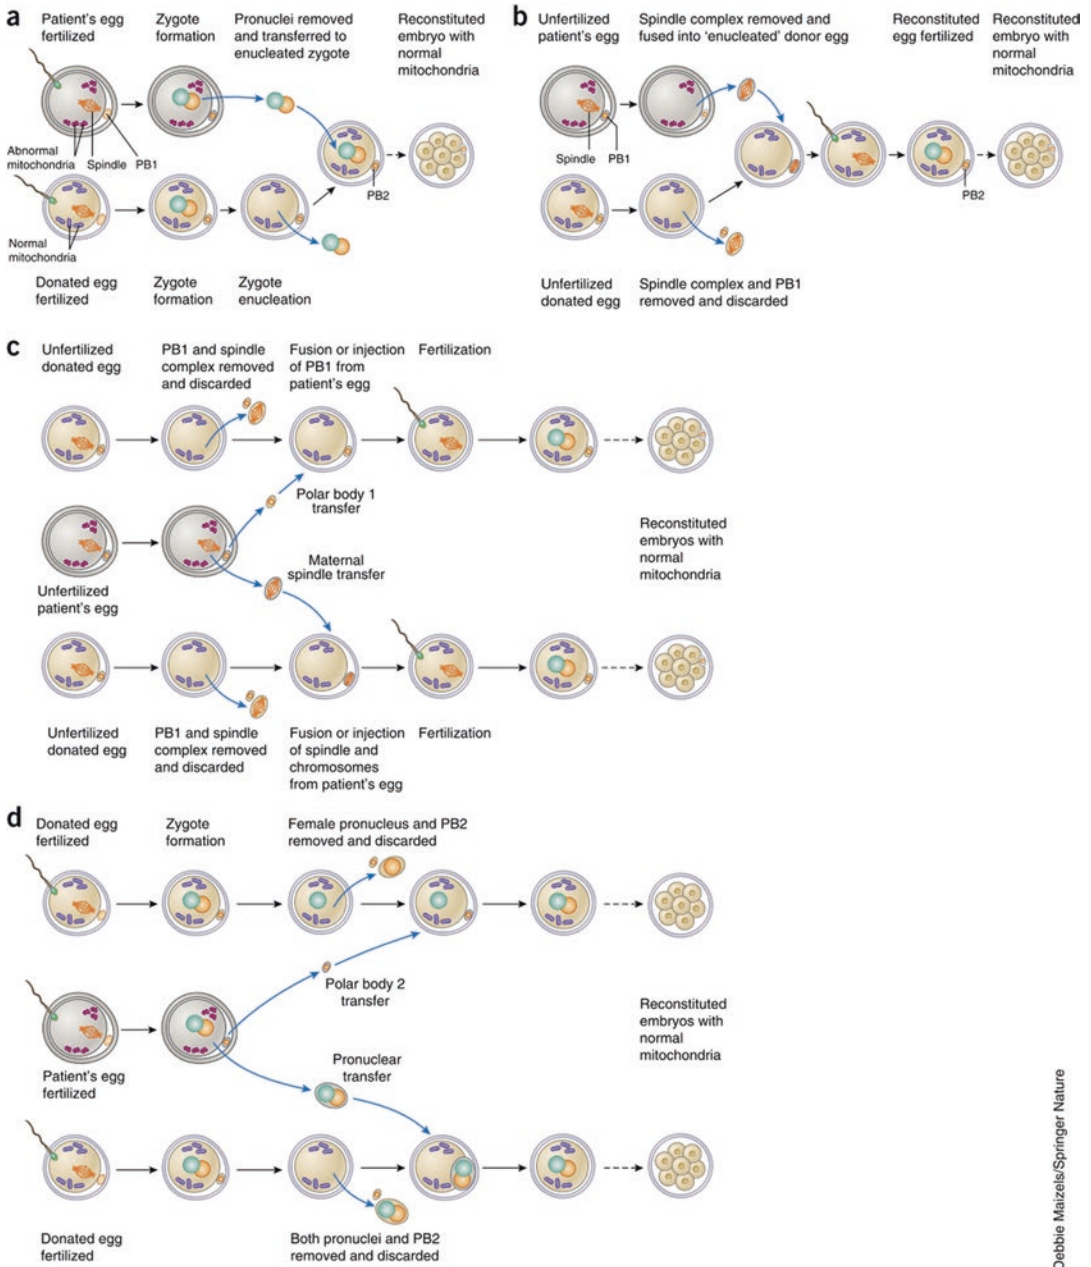 a
Patient's egg
fertilized
Zygote
formation
Pronuclei removed
and transferred to
enucleated zygote
Reconstituted
embryo with
normal
mitochondria
Abnormal
mitochondria
Spindle
PB1
PB2
Normal
mitochondria
Donated egg
fertilized
Zygote
formation
Zygote
enucleation
b
Unfertilized
patient's egg
Spindle complex removed and
fused into 'enucleated' donor egg
Reconstituted
egg fertilized
Reconstituted
embryo with
normal
mitochondria
Spindle
PB1
PB2
Unfertilized
donated egg
Spindle complex and PB1
removed and discarded
c
Unfertilized
donated egg
PB1 and spindle
complex removed
and discarded
Fusion or injection
of PB1 from
patient's egg
Fertilization
Polar body 1
transfer
Maternal
spindle transfer
Unfertilized
patient's egg
Reconstituted
embryos with
normal
mitochondria
Unfertilized
donated egg
PB1 and spindle
complex removed
and discarded
Fusion or injection
of spindle and
chromosomes
from patient's egg
Fertilization
d
Donated egg
fertilized
Zygote
formation
Female pronucleus and PB2
removed and discarded
Polar body 2
transfer
Pronuclear
transfer
Patient's egg
fertilized
Reconstituted
embryos with
normal
mitochondria
Donated egg
fertilized
Both pronuclei and PB2
removed and discarded
Debbie Maizels/Springer Nature